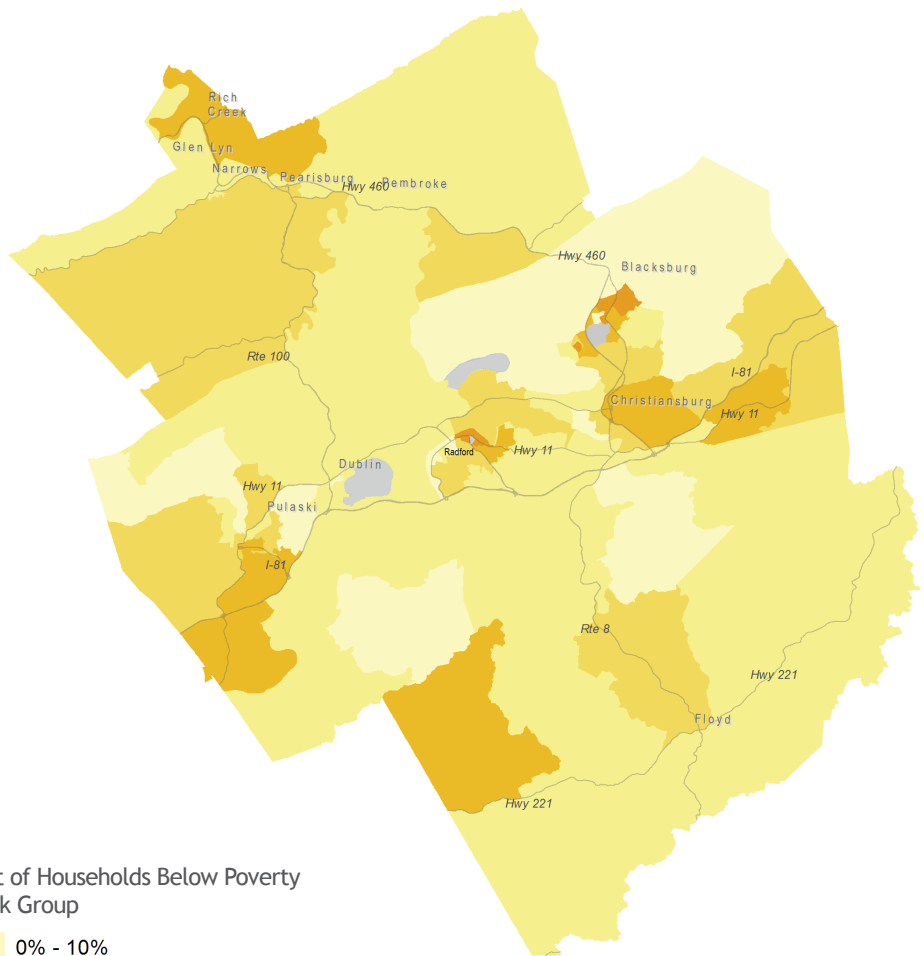 Rich
Creek
Glen Lyn
Narrows
Pearisburg
Hwy 460
Pembroke
Hwy 460
Blacksburg
Rte 100
I-81
Christiansburg
Hwy 11
Radford
Hwy 11
Dublin
Hwy 11
Pulaski
I-81
Rte 8
Hwy 221
Floyd
Hwy 221
of Households Below Poverty
Group
0% - 10%